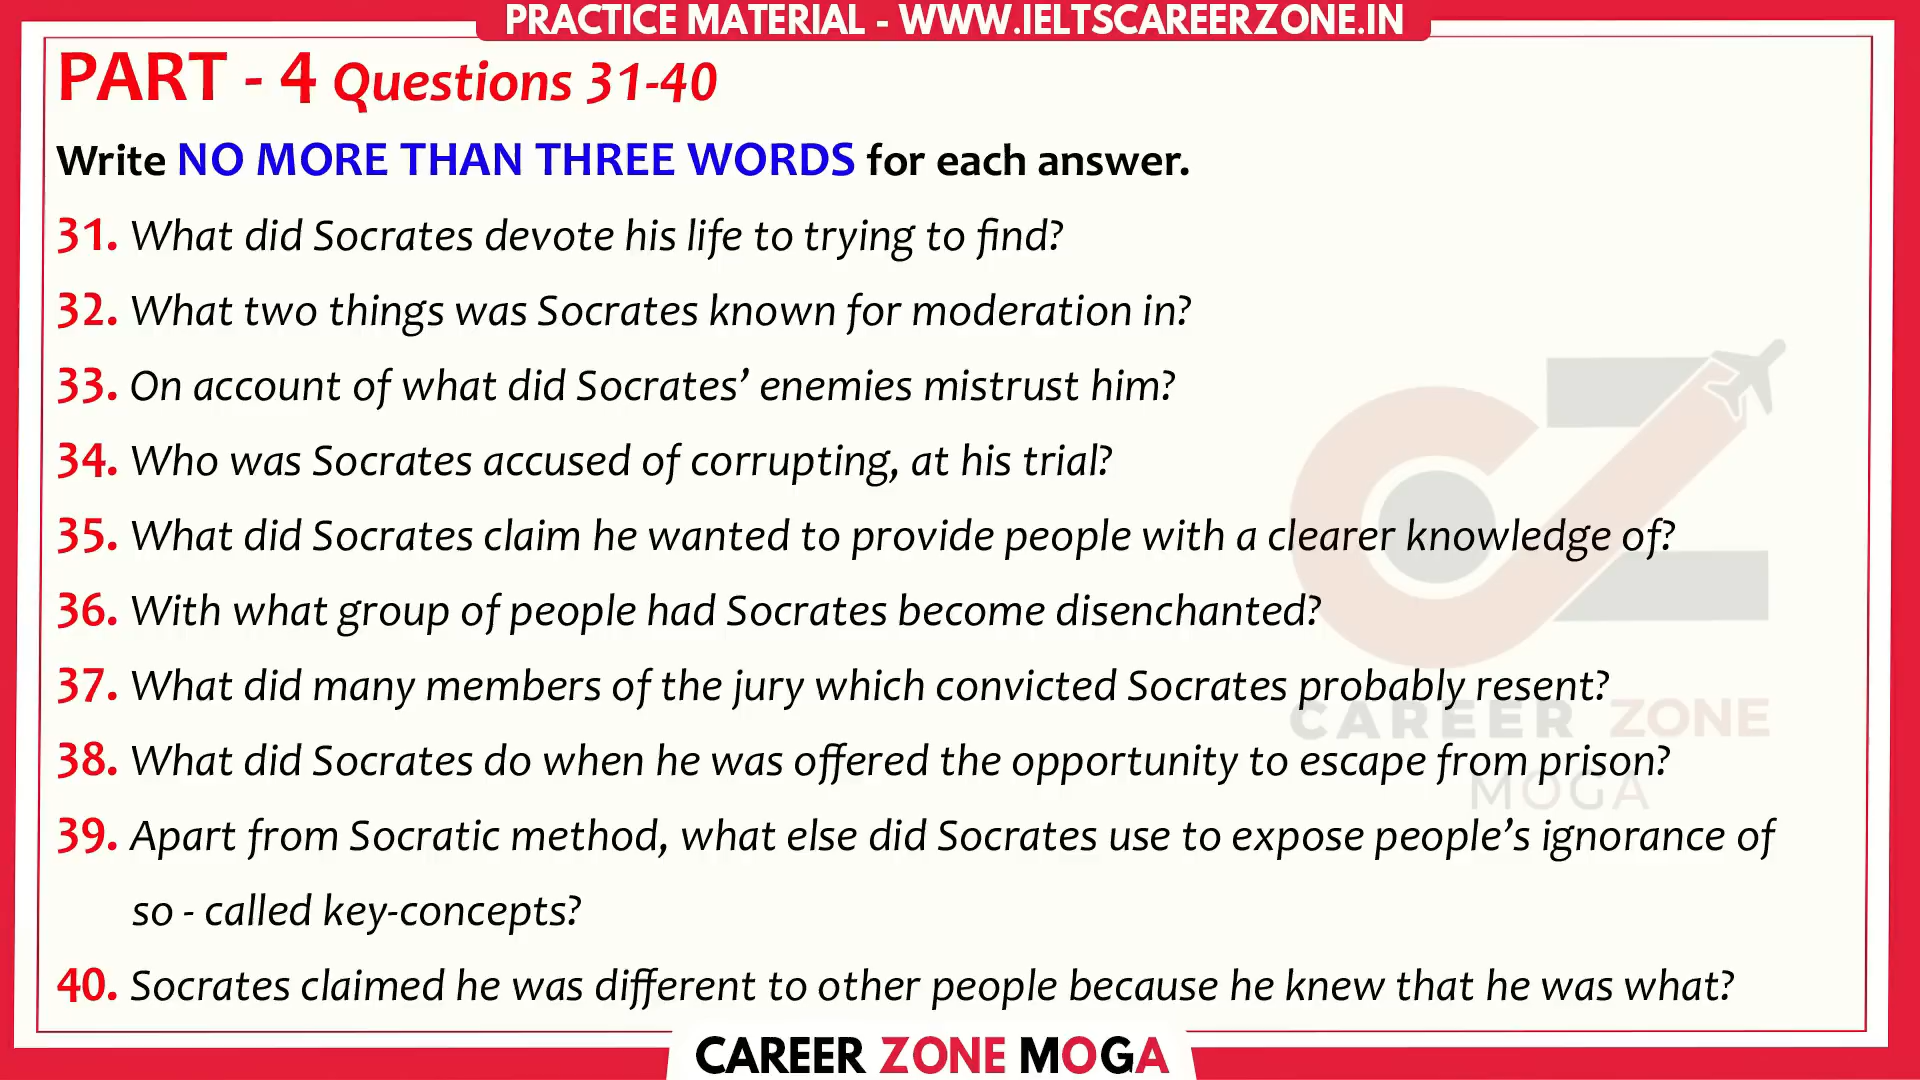 PRACTICE MATERIAL - WWW.IELTSCAREERZONE.IN
PART - 4 Questions 31-40
Write NO MORE THAN THREE WORDS for each answer.
31. What did Socrates devote his life to trying to find?
32. What two things was Socrates known for moderation in?
33. On account of what did Socrates’ enemies mistrust him?
34. Who was Socrates accused of corrupting, at his trial?
35. What did Socrates claim he wanted to provide people with a clearer knowledge of?
36. With what group of people had Socrates become disenchanted?
37. What did many members of the jury which convicted Socrates probably resent?
CAREER ZONE
38. What did Socrates do when he was offered the opportunity to escape from prison?
MOGA
39. Apart from Socratic method, what else did Socrates use to expose people’s ignorance of
so - called key-concepts?
40. Socrates claimed he was different to other people because he knew that he was what?
CAREER ZONE MOGA